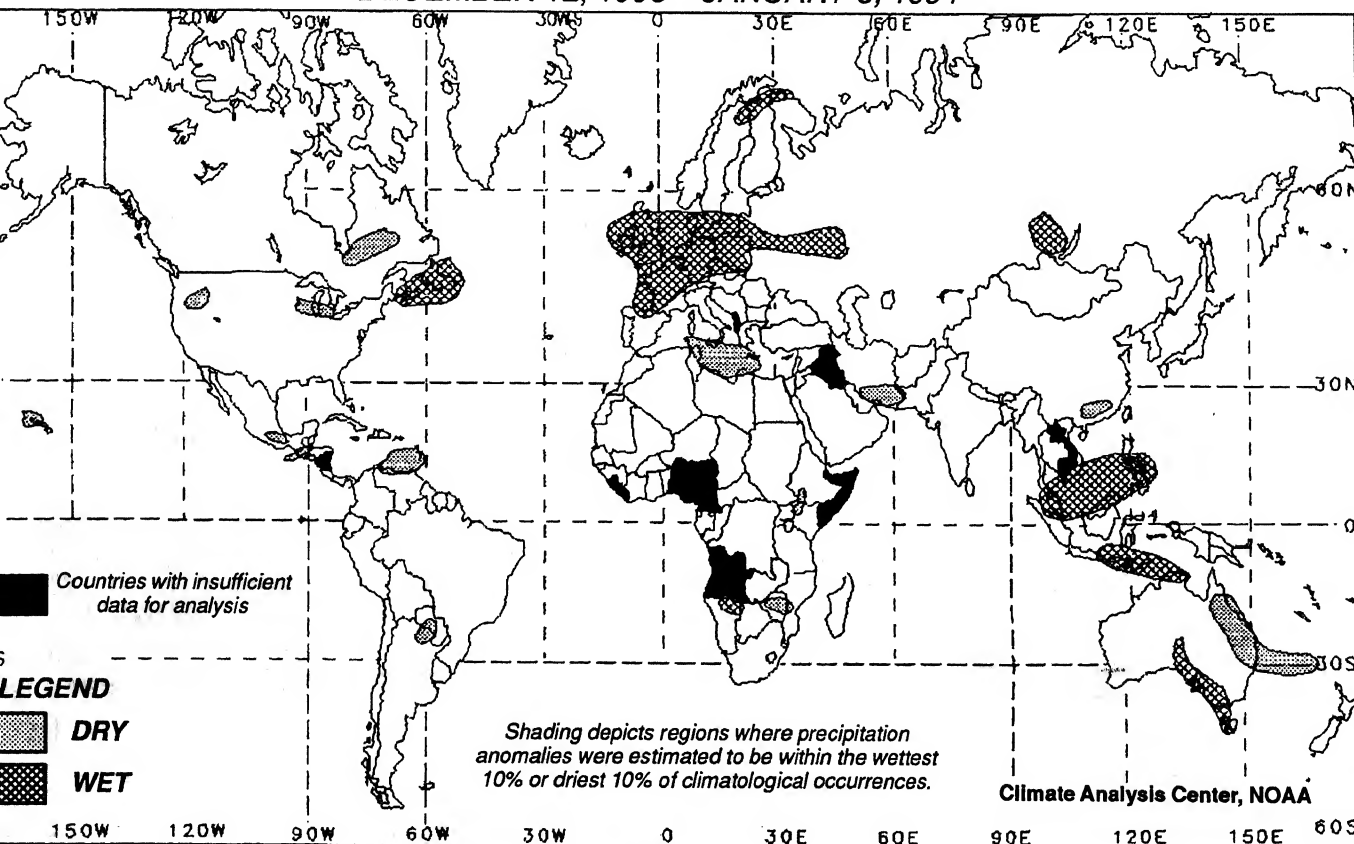 150W 120W 90W 60W 30W 0 30E 60E 90E 120E 150E
60N
30N
0
30S
Countries with insufficient
data for analysis
S
LEGEND
DRY
WET
Shading depicts regions where precipitation
anomalies were estimated to be within the wettest
10% or driest 10% of climatological occurrences.
Climate Analysis Center, NOAA
150W 120W 90W 60W 30W 0 30E 60E 90E 120E 150E 60S